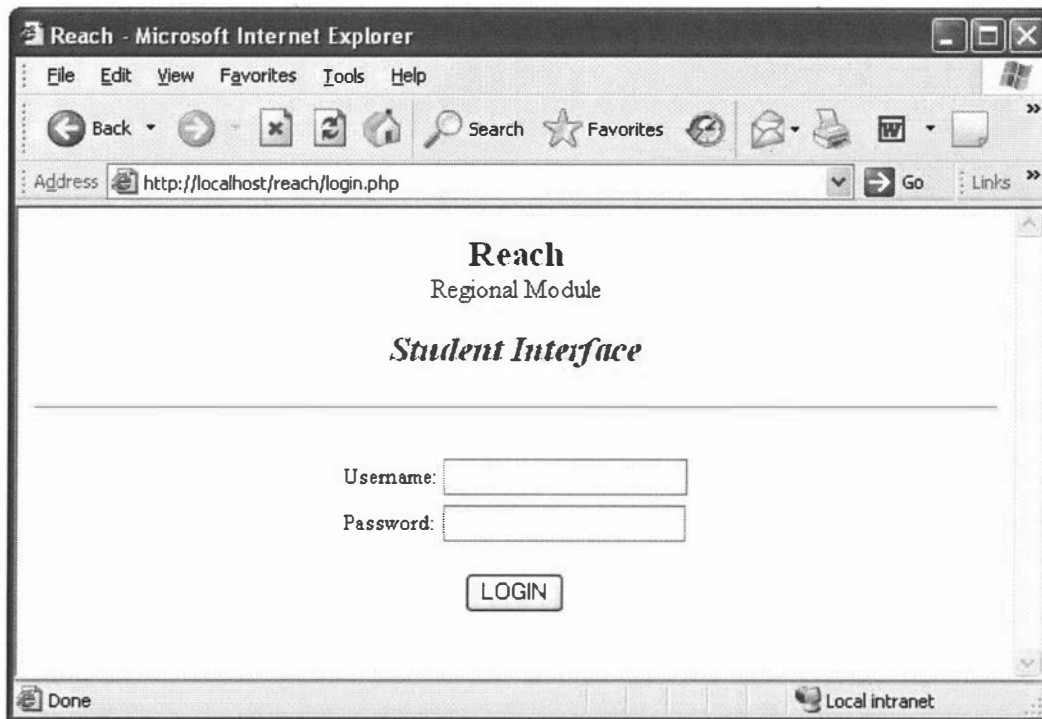 Reach - Microsoft Internet Explorer
File Edit View Favorites Tools Help
Back Search Favorites W »
Address http://localhost/reach/login.php Go Links »
Reach
Regional Module
Student Interface
Username:
Password:
LOGIN
Done Local intranet